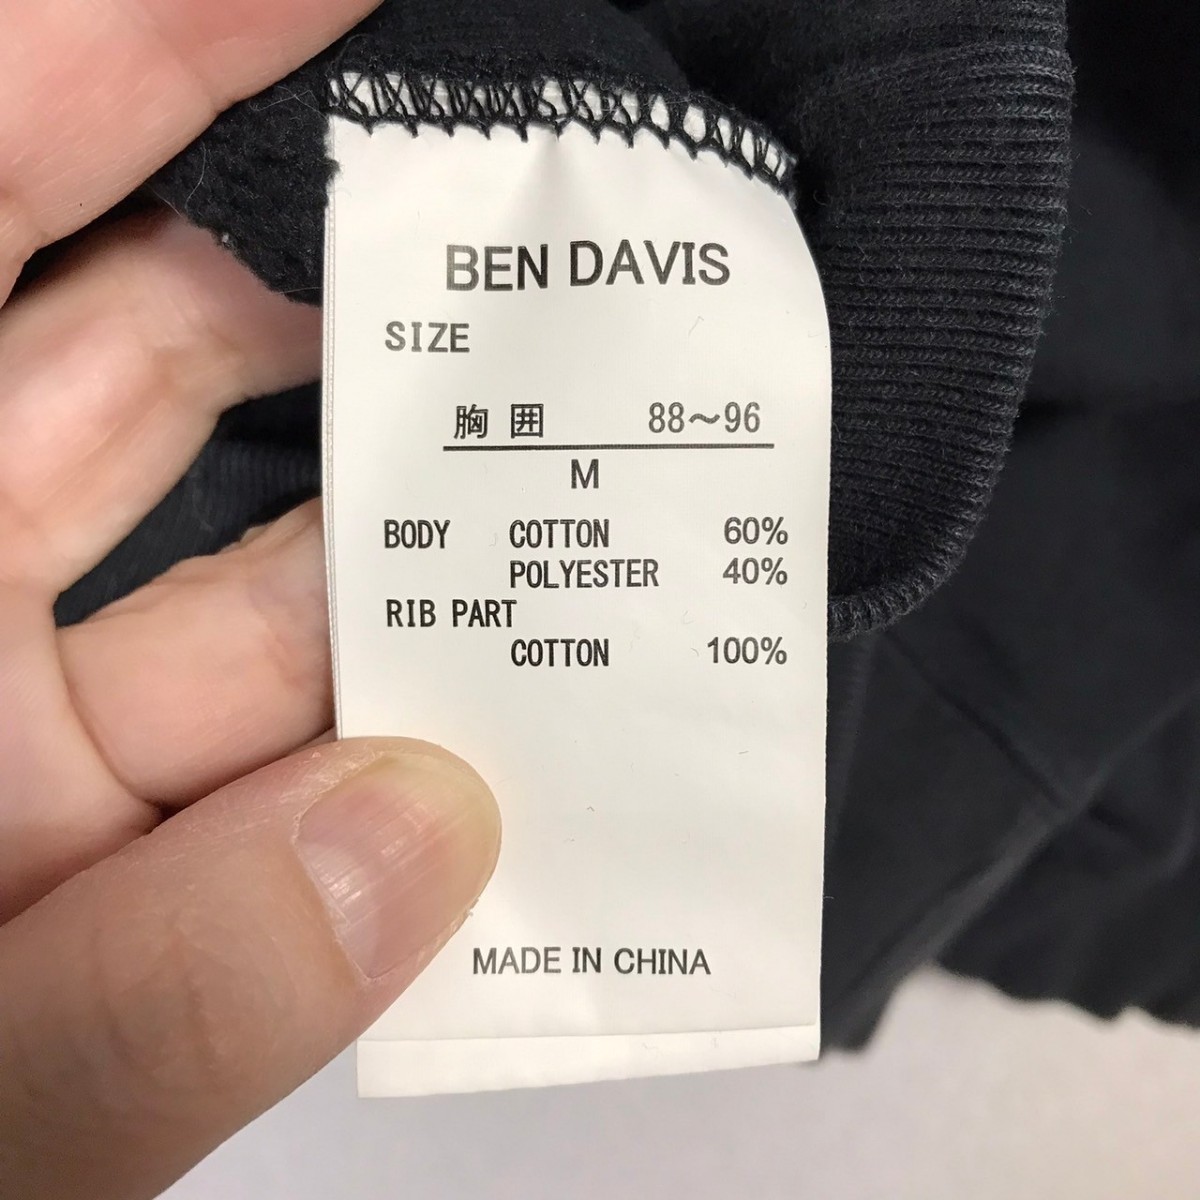 BEN DAVIS
SIZE
胸囲 88～96
M
BODY COTTON 60%
POLYESTER 40%
RIB PART
COTTON 100%
MADE IN CHINA